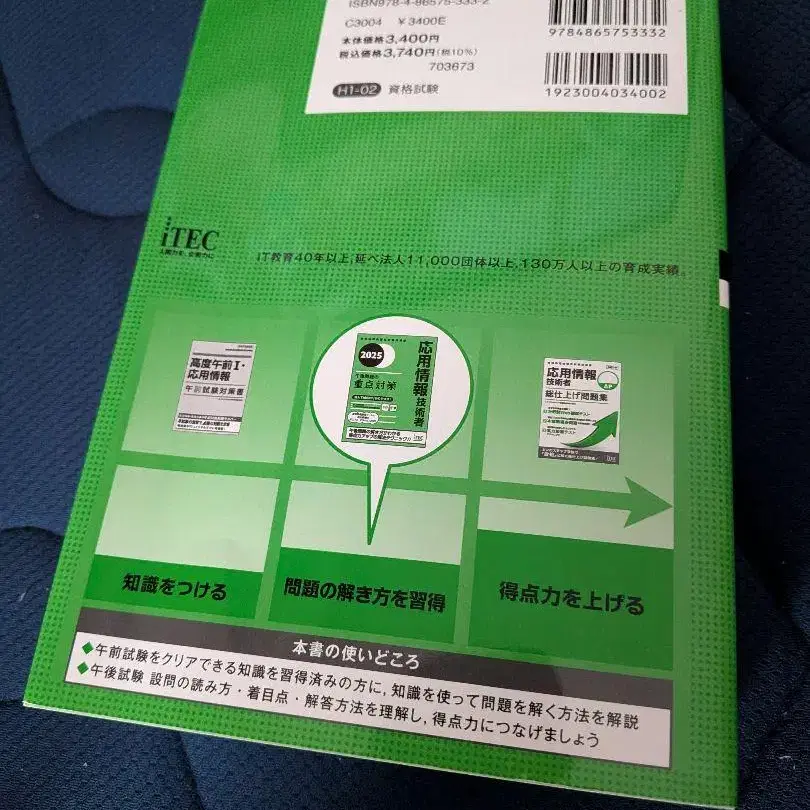 ISBN978-4-86575-333-2
C3004 ￥3400E
本体価格3,400円
税込価格3,740円(税10%)
703673
H1-02 資格試験
9784865753332
1923004034002
iTEC
IT教育40年以上,延べ法人11,000団体以上,130万人以上の育成実績。
高度午前Ⅰ・
応用情報
午前試験対策書
2025
午後問題の
重点対策
応用情報技術者
iTEC
応用情報
技術者
総仕上げ問題集
知識をつける
問題の解き方を習得
得点力を上げる
本書の使いどころ
◆午前試験をクリアできる知識を習得済みの方に,知識を使って問題を解く方法を解説
◆午後試験 設問の読み方・着目点・解答方法を理解し,得点力につなげましょう